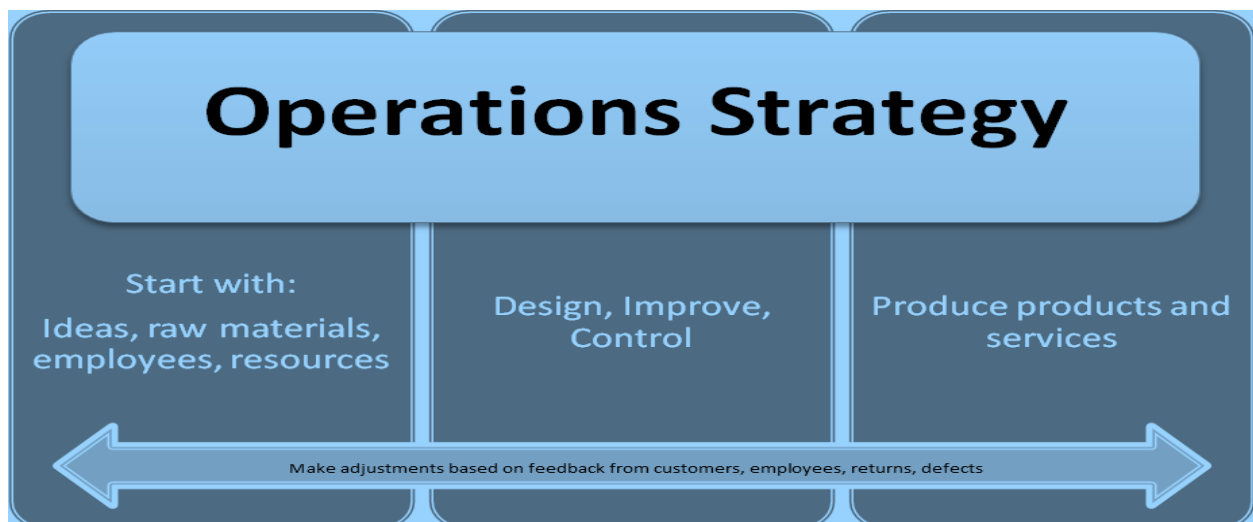 Operations Strategy
Start with:
Ideas, raw materials,
employees, resources
Design, Improve,
Control
Produce products and
services
Make adjustments based on feedback from customers, employees, returns, defects